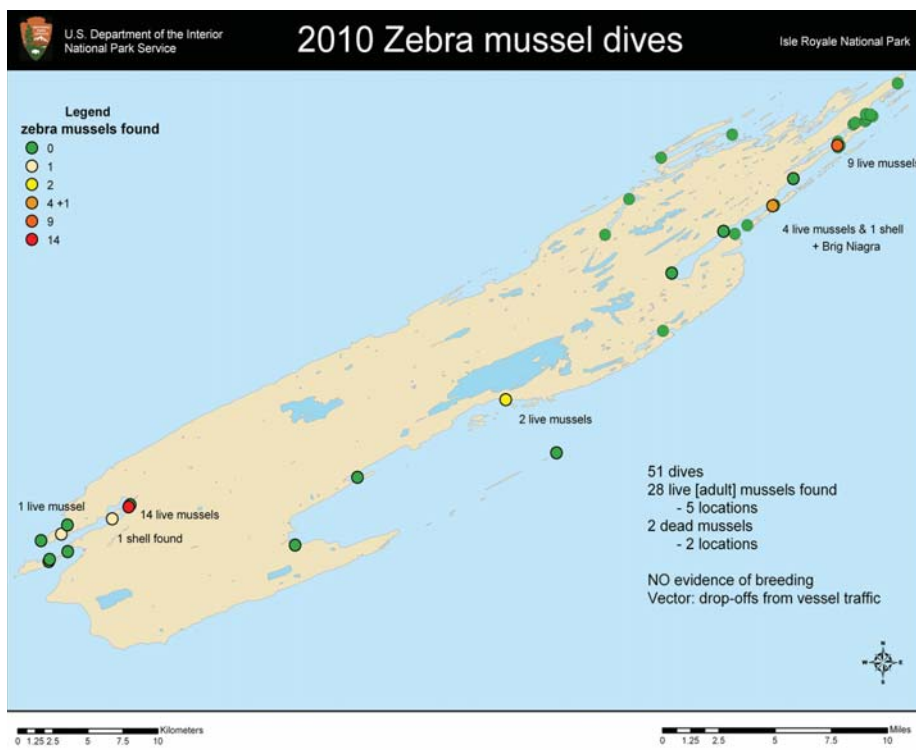 U.S. Department of the Interior
National Park Service
2010 Zebra mussel dives
Isle Royale National Park
Legend
zebra mussels found
0
1
2
4 +1
9
14
9 live mussels
4 live mussels & 1 shell
+ Brig Niagra
2 live mussels
1 live mussel
14 live mussels
1 shell found
51 dives
28 live [adult] mussels found
- 5 locations
2 dead mussels
- 2 locations
NO evidence of breeding
Vector: drop-offs from vessel traffic
N
W E
S
Kilometers
0 1.25 2.5 5 7.5 10
Miles
0 1.25 2.5 5 7.5 10